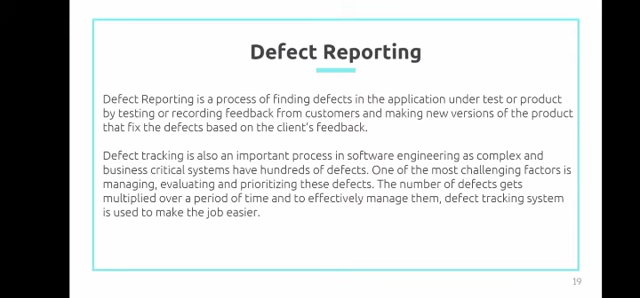 Defect Reporting
Defect Reporting is a process of finding defects in the application under test or product
by testing or recording feedback from customers and making new versions of the product
that fix the defects based on the client's feedback.
Defect tracking is also an important process in software engineering as complex and
business critical systems have hundreds of defects. One of the most challenging factors is
managing, evaluating and prioritizing these defects. The number of defects gets
multiplied over a period of time and to effectively manage them, defect tracking system
is used to make the job easier.
19